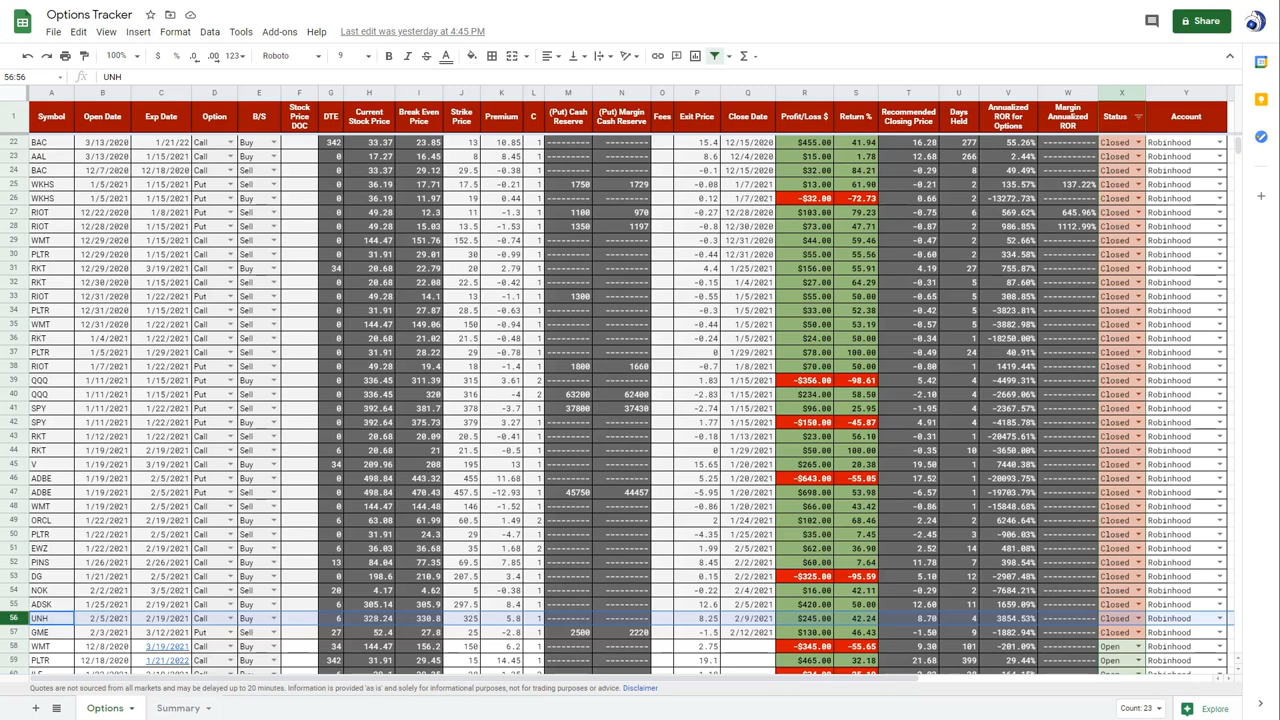 Options Tracker
File Edit View Insert Format Data Tools Add-ons Help Last edit was yesterday at 4:45 PM
Share
100% $ % .0 .00 123 Roboto 9 B I S A Σ
56:56 fx UNH
A B C D E F G H I J K L M N O P Q R S T U V W X Y
1 Symbol Open Date Exp Date Option B/S Stock Price DOC DTE Current Stock Price Break Even Price Strike Price Premium C (Put) Cash Reserve (Put) Margin Cash Reserve Fees Exit Price Close Date Profit/Loss $ Return % Recommended Closing Price Days Held Annualized ROR for Options Margin Annualized ROR Status Account
22 BAC 3/13/2020 1/21/22 Call Buy 342 33.37 23.85 13 10.85 1 --------- --------- 15.4 12/15/2020 $455.00 41.94 16.28 277 55.26% ---------- Closed Robinhood
23 AAL 3/13/2020 1/15/2021 Call Buy 0 17.27 16.45 8 8.45 1 --------- --------- 8.6 12/4/2020 $15.00 1.78 12.68 266 2.44% ---------- Closed Robinhood
24 BAC 12/7/2020 12/18/2020 Call Sell 0 33.37 29.12 29.5 -0.38 1 --------- --------- -0.1 12/15/2020 $32.00 84.21 -0.29 8 49.49% ---------- Closed Robinhood
25 WKHS 1/5/2021 1/15/2021 Put Sell 0 36.19 17.71 17.5 -0.21 1 1750 1729 -0.08 1/7/2021 $13.00 61.90 -0.21 2 135.57% 137.22% Closed Robinhood
26 WKHS 1/5/2021 1/15/2021 Put Buy 0 36.19 11.97 19 0.44 1 --------- --------- 0.12 1/7/2021 -$32.00 -72.73 0.66 2 -13272.73% ---------- Closed Robinhood
27 RIOT 12/22/2020 1/8/2021 Put Sell 0 49.28 12.3 11 -1.3 1 1100 970 -0.27 12/28/2020 $103.00 79.23 -0.75 6 569.62% 645.96% Closed Robinhood
28 RIOT 12/28/2020 1/15/2021 Put Sell 0 49.28 15.03 13.5 -1.53 1 1350 1197 -0.8 12/30/2020 $73.00 47.71 -0.87 2 986.85% 1112.99% Closed Robinhood
29 WMT 12/29/2020 1/15/2021 Call Sell 0 144.47 151.76 152.5 -0.74 1 --------- --------- -0.3 12/31/2020 $44.00 59.46 -0.47 2 52.66% ---------- Closed Robinhood
30 PLTR 12/29/2020 1/15/2021 Call Sell 0 31.91 29.01 30 -0.99 1 --------- --------- -0.44 12/31/2020 $55.00 55.56 -0.64 2 334.58% ---------- Closed Robinhood
31 RKT 12/29/2020 3/19/2021 Call Buy 34 20.68 22.79 20 2.79 1 --------- --------- 4.4 1/25/2021 $156.00 55.91 4.19 27 755.87% ---------- Closed Robinhood
32 RKT 12/30/2020 1/15/2021 Call Sell 0 20.68 22.08 22.5 -0.42 1 --------- --------- -0.15 1/4/2021 $27.00 64.29 -0.31 5 87.60% ---------- Closed Robinhood
33 RIOT 12/31/2020 1/15/2021 Put Sell 0 49.28 14.1 13 -1.1 1 1300 -0.55 1/5/2021 $55.00 50.00 -0.65 5 308.85% ---------- Closed Robinhood
34 PLTR 12/31/2020 1/22/2021 Call Sell 0 31.91 27.87 28.5 -0.63 1 --------- --------- -0.3 1/5/2021 $33.00 52.38 -0.42 5 -3823.81% ---------- Closed Robinhood
35 WMT 12/31/2020 1/22/2021 Call Sell 0 144.47 149.06 150 -0.94 1 --------- --------- -0.44 1/5/2021 $50.00 53.19 -0.57 5 -3882.98% ---------- Closed Robinhood
36 RKT 1/4/2021 1/22/2021 Call Sell 0 20.68 21.02 21.5 -0.48 1 --------- --------- -0.24 1/5/2021 $24.00 50.00 -0.33 1 -18250.00% ---------- Closed Robinhood
37 PLTR 1/5/2021 1/29/2021 Call Sell 0 31.91 28.22 29 -0.78 1 --------- --------- 0 1/29/2021 $78.00 100.00 -0.49 24 40.91% ---------- Closed Robinhood
38 RIOT 1/7/2021 1/29/2021 Put Sell 0 49.28 19.4 18 -1.4 1 1800 1660 -0.7 1/8/2021 $70.00 50.00 -0.80 1 1419.44% ---------- Closed Robinhood
39 QQQ 1/11/2021 1/15/2021 Put Buy 0 336.45 311.39 315 3.61 2 --------- --------- 1.83 1/15/2021 -$356.00 -98.61 5.42 4 -4499.31% ---------- Closed Robinhood
40 QQQ 1/11/2021 1/15/2021 Put Sell 0 336.45 320 316 -4 2 63200 62400 -2.83 1/15/2021 $234.00 58.50 -2.10 4 -2669.06% ---------- Closed Robinhood
41 SPY 1/11/2021 1/15/2021 Put Sell 0 392.64 381.7 378 -3.7 1 37800 37430 -2.74 1/15/2021 $96.00 25.95 -1.95 4 -2367.57% ---------- Closed Robinhood
42 SPY 1/11/2021 1/15/2021 Put Buy 0 392.64 375.73 379 3.27 1 --------- --------- 1.77 1/15/2021 -$150.00 -45.87 4.91 4 -4185.78% ---------- Closed Robinhood
43 RKT 1/12/2021 1/29/2021 Call Sell 0 20.68 20.09 20.5 -0.41 1 --------- --------- -0.18 1/13/2021 $23.00 56.10 -0.31 1 -20475.61% ---------- Closed Robinhood
44 RKT 1/19/2021 2/19/2021 Call Sell 6 20.68 21 21.5 -0.5 1 --------- --------- 0 1/29/2021 $50.00 100.00 -0.35 10 -3650.00% ---------- Closed Robinhood
45 V 1/19/2021 3/19/2021 Call Buy 34 209.96 208 195 13 1 --------- --------- 15.65 1/20/2021 $265.00 20.38 19.50 1 7440.38% ---------- Closed Robinhood
46 ADBE 1/19/2021 2/5/2021 Put Buy 0 498.84 443.32 455 11.68 1 --------- --------- 5.25 1/20/2021 -$643.00 -55.05 17.52 1 -20093.75% ---------- Closed Robinhood
47 ADBE 1/19/2021 2/5/2021 Put Sell 0 498.84 470.43 457.5 -12.93 1 45750 44457 -5.95 1/20/2021 $698.00 53.98 -6.57 1 -19703.79% ---------- Closed Robinhood
48 WMT 1/19/2021 2/5/2021 Call Sell 0 144.47 144.48 146 -1.52 1 --------- --------- -0.86 1/20/2021 $66.00 43.42 -0.86 1 -15848.68% ---------- Closed Robinhood
49 ORCL 1/22/2021 2/19/2021 Call Buy 6 63.08 61.99 60.5 1.49 2 --------- --------- 2 1/24/2021 $102.00 68.46 2.24 2 6246.64% ---------- Closed Robinhood
50 PLTR 1/22/2021 2/12/2021 Call Sell 0 31.91 24.3 29 -4.7 1 --------- --------- -4.35 1/25/2021 $35.00 7.45 -2.45 3 -906.03% ---------- Closed Robinhood
51 EWZ 1/22/2021 2/19/2021 Call Buy 6 36.03 36.68 35 1.68 2 --------- --------- 1.99 2/5/2021 $62.00 36.90 2.52 14 481.08% ---------- Closed Robinhood
52 PINS 1/26/2021 2/26/2021 Call Buy 13 84.04 77.35 69.5 7.85 1 --------- --------- 8.45 2/5/2021 $60.00 7.64 11.78 7 398.54% ---------- Closed Robinhood
53 DG 1/21/2021 2/5/2021 Call Buy 0 198.6 210.9 207.5 3.4 1 --------- --------- 0.15 2/5/2021 -$325.00 -95.59 5.10 12 -2907.48% ---------- Closed Robinhood
54 NOK 2/2/2021 3/5/2021 Call Sell 20 4.17 4.62 5 -0.38 1 --------- --------- $16.00 42.11 -0.29 1 -7684.21% ---------- Closed Robinhood
55 ADSK 1/25/2021 2/19/2021 Call Buy 6 305.14 305.9 297.5 8.4 1 --------- --------- 12.6 2/5/2021 $420.00 50.00 12.60 11 1659.09% ---------- Closed Robinhood
56 UNH 2/5/2021 2/19/2021 Call Buy 6 328.24 330.8 325 5.8 1 --------- --------- 8.25 2/9/2021 $245.00 42.24 8.70 4 3854.53% ---------- Closed Robinhood
57 GME 2/3/2021 3/12/2021 Put Sell 27 52.4 27.8 25 -2.8 1 2500 2220 -1.5 2/12/2021 $130.00 46.43 -1.50 9 -1882.94% ---------- Closed Robinhood
58 WMT 12/8/2020 3/19/2021 Call Buy 34 144.47 156.2 150 6.2 1 --------- --------- 2.75 -$345.00 -55.65 9.30 101 -201.09% ---------- Open Robinhood
59 PLTR 12/18/2020 1/21/2022 Call Buy 342 31.91 29.45 15 14.45 1 --------- --------- 19.1 $465.00 32.18 21.68 399 29.44% ---------- Open Robinhood
Quotes are not sourced from all markets and may be delayed up to 20 minutes. Information is provided 'as is' and solely for informational purposes, not for trading purposes or advice. Disclaimer
Options Summary Count: 23 Explore